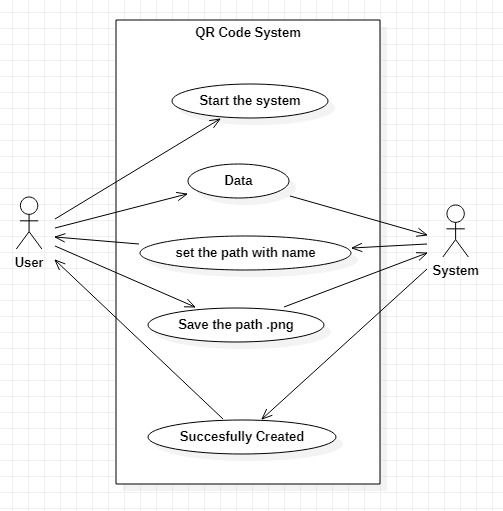 QR Code System
Start the system
Data
User
System
set the path with name
Save the path .png
Succesfully Created